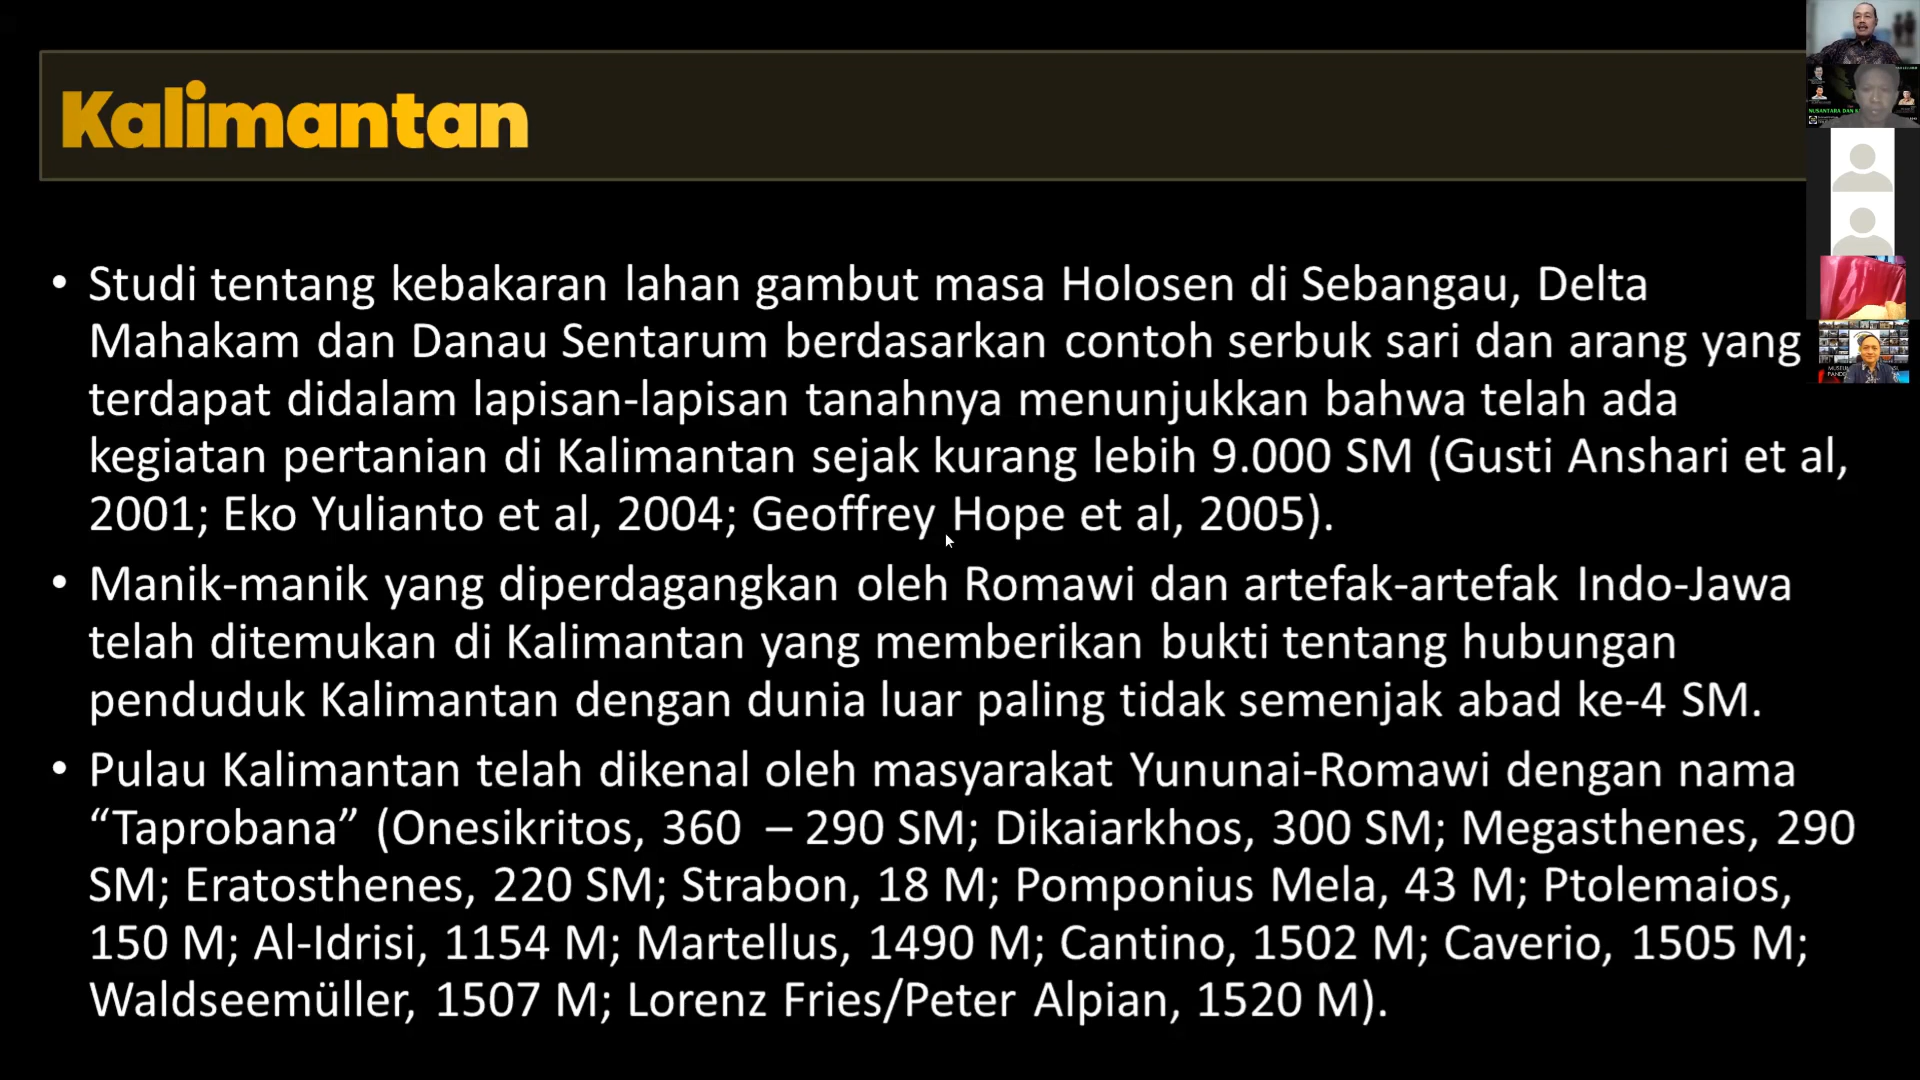 Kalimantan
• Studi tentang kebakaran lahan gambut masa Holosen di Sebangau, Delta
Mahakam dan Danau Sentarum berdasarkan contoh serbuk sari dan arang yang
terdapat didalam lapisan-lapisan tanahnya menunjukkan bahwa telah ada
kegiatan pertanian di Kalimantan sejak kurang lebih 9.000 SM (Gusti Anshari et al,
2001; Eko Yulianto et al, 2004; Geoffrey Hope et al, 2005).
• Manik-manik yang diperdagangkan oleh Romawi dan artefak-artefak Indo-Jawa
telah ditemukan di Kalimantan yang memberikan bukti tentang hubungan
penduduk Kalimantan dengan dunia luar paling tidak semenjak abad ke-4 SM.
• Pulau Kalimantan telah dikenal oleh masyarakat Yununai-Romawi dengan nama
“Taprobana” (Onesikritos, 360 – 290 SM; Dikaiarkhos, 300 SM; Megasthenes, 290
SM; Eratosthenes, 220 SM; Strabon, 18 M; Pomponius Mela, 43 M; Ptolemaios,
150 M; Al-Idrisi, 1154 M; Martellus, 1490 M; Cantino, 1502 M; Caverio, 1505 M;
Waldseemüller, 1507 M; Lorenz Fries/Peter Alpian, 1520 M).
NUSANTARA DAN